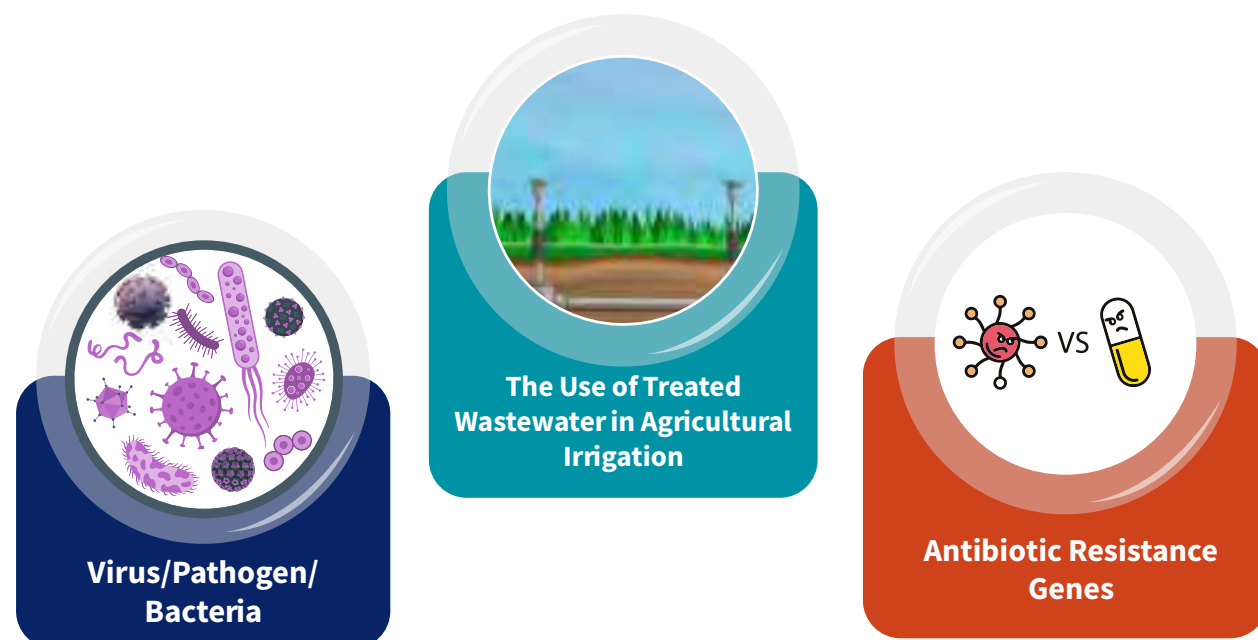 Virus/Pathogen/
Bacteria
The Use of Treated
Wastewater in Agricultural
Irrigation
VS
Antibiotic Resistance
Genes